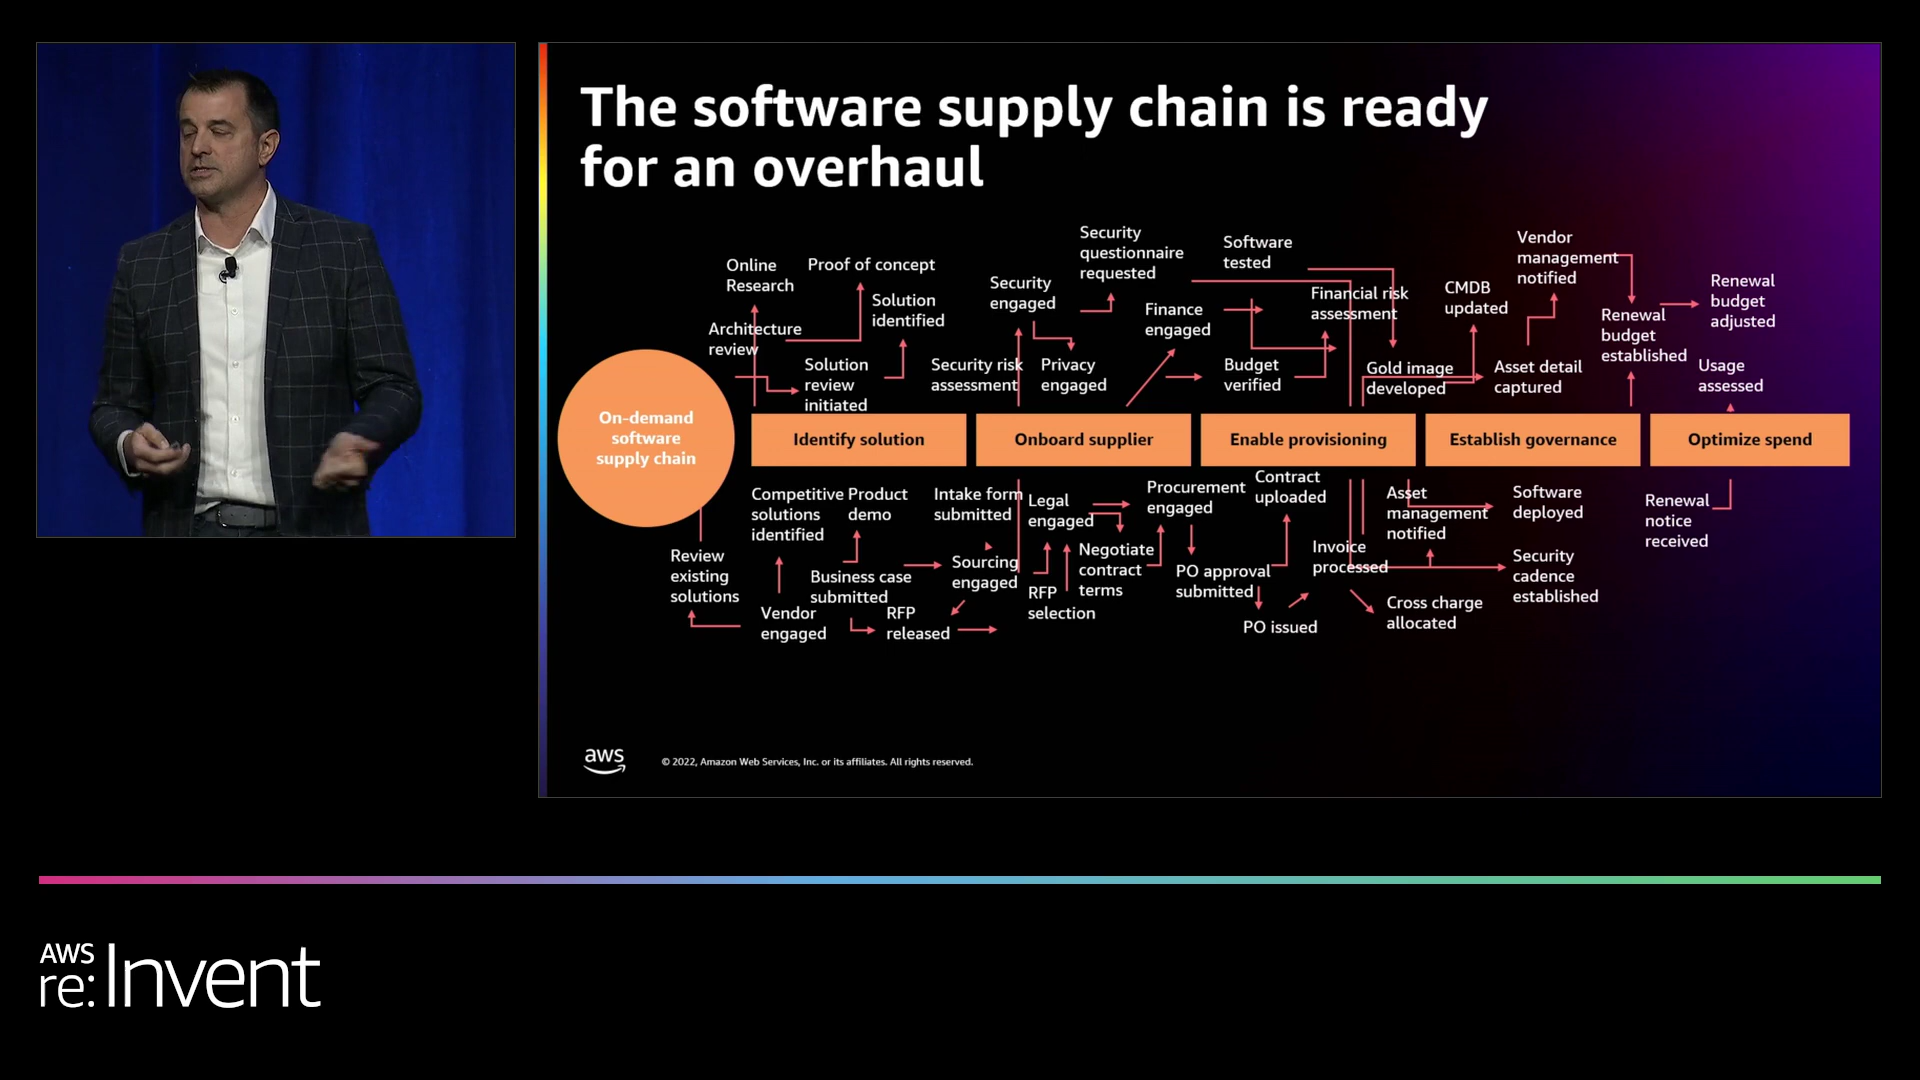 The software supply chain is ready
for an overhaul
Online
Research
Proof of concept
Architecture
review
Solution
identified
Solution
review
initiated
Security risk
assessment
Security
engaged
Security
questionnaire
requested
Privacy
engaged
Finance
engaged
Software
tested
Budget
verified
Financial risk
assessment
Gold image
developed
CMDB
updated
Asset detail
captured
Vendor
management
notified
Renewal
budget
established
Renewal
budget
adjusted
Usage
assessed
On-demand
software
supply chain
Identify solution
Onboard supplier
Enable provisioning
Establish governance
Optimize spend
Review
existing
solutions
Competitive
solutions
identified
Vendor
engaged
Product
demo
Business case
submitted
RFP
released
Intake form
submitted
Sourcing
engaged
Legal
engaged
RFP
selection
Negotiate
contract
terms
Procurement
engaged
PO approval
submitted
Contract
uploaded
PO issued
Invoice
processed
Asset
management
notified
Cross charge
allocated
Software
deployed
Security
cadence
established
Renewal
notice
received
aws
© 2022, Amazon Web Services, Inc. or its affiliates. All rights reserved.
AWS
re:Invent